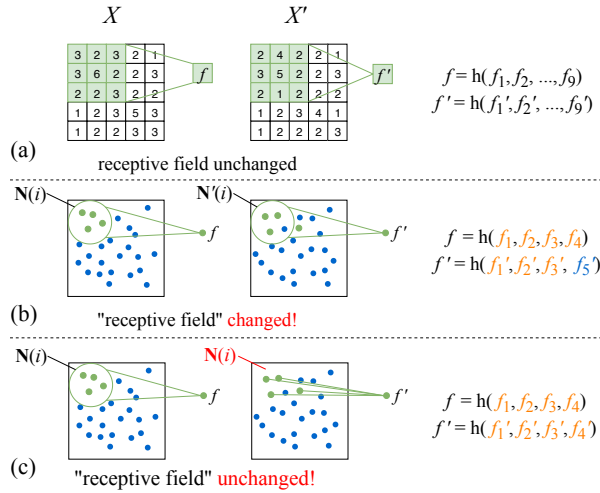 X X′
3 2 3 2 1
3 6 2 2 3
2 2 3 2 2
1 2 3 5 3
1 2 2 3 3
f
2 4 2 2 1
3 5 2 2 3
2 1 2 2 2
1 2 3 4 1
1 2 2 2 3
f′
f = h(f₁, f₂, ..., f₉)
f′ = h(f₁′, f₂′, ..., f₉′)
(a)
receptive field unchanged
N(i) f
N′(i) f′
f = h(f₁, f₂, f₃, f₄)
f′ = h(f₁′, f₂′, f₃′, f₅′)
(b)
"receptive field" changed!
N(i) f
N(i) f′
f = h(f₁, f₂, f₃, f₄)
f′ = h(f₁′, f₂′, f₃′, f₄′)
(c)
"receptive field" unchanged!